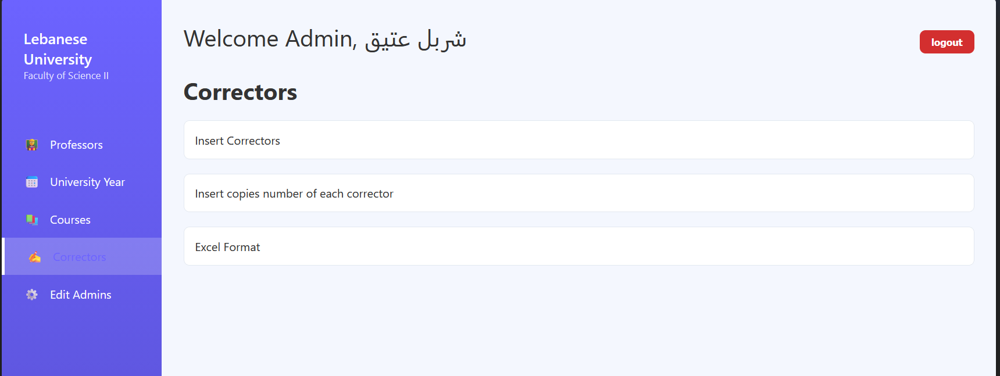 Lebanese
University
Faculty of Science II
Professors
University Year
Courses
Correctors
Edit Admins
Welcome Admin, شربل عتيق
logout
Correctors
Insert Correctors
Insert copies number of each corrector
Excel Format